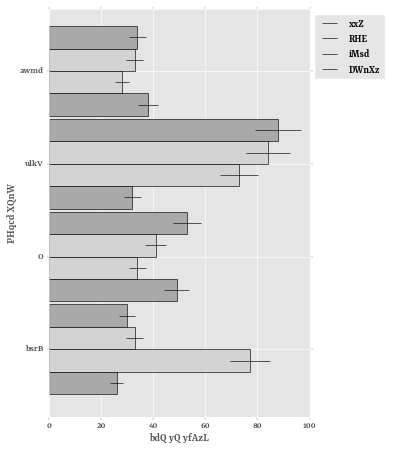 xxZ
RHE
iMsd
DWnXz
awmd
ulkV
O
bsrB
PHqcd XQnW
0 20 40 60 80 100
bdQ yQ yfAzL